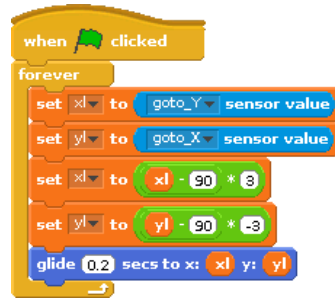 when clicked
forever
set xl to goto_Y sensor value
set yl to goto_X sensor value
set xl to xl - 90 * 3
set yl to yl - 90 * -3
glide 0.2 secs to x: xl y: yl